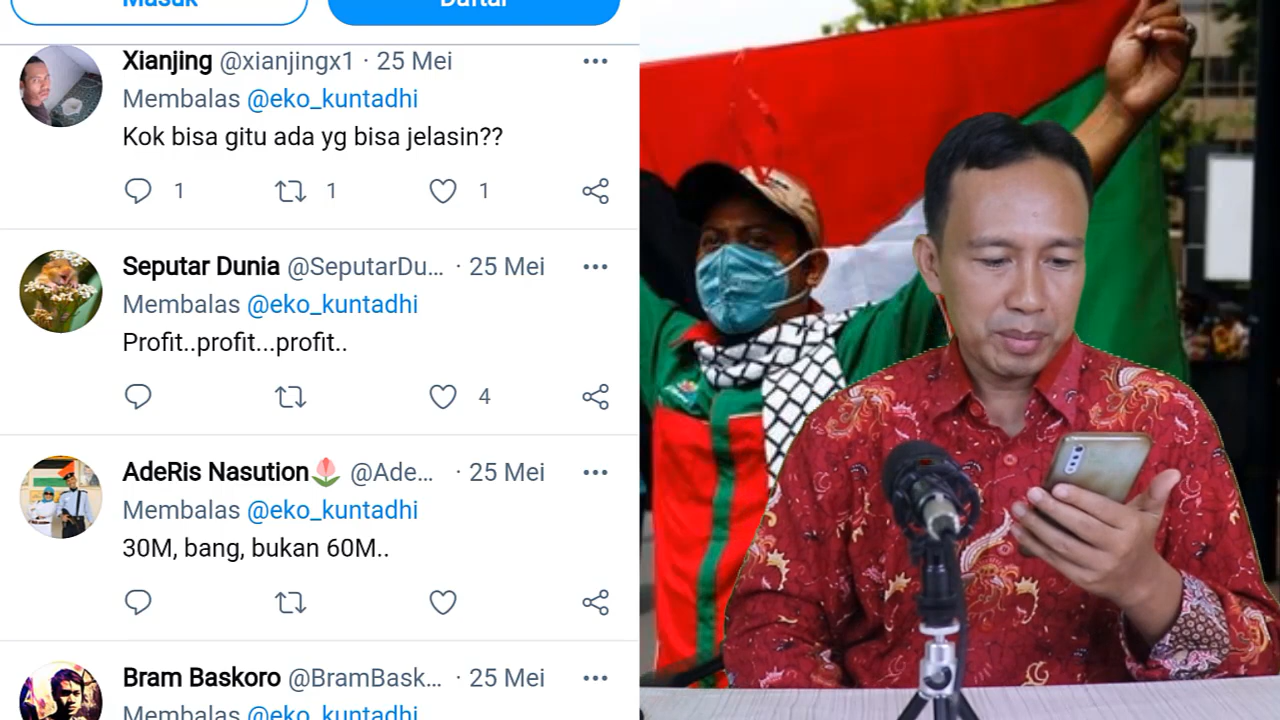 Masuk
Daftar
Xianjing @xianjingx1 · 25 Mei
Membalas @eko_kuntadhi
Kok bisa gitu ada yg bisa jelasin??
1 1 1
Seputar Dunia @SeputarDu... · 25 Mei
Membalas @eko_kuntadhi
Profit..profit...profit..
4
AdeRis Nasution🌷 @Ade... · 25 Mei
Membalas @eko_kuntadhi
30M, bang, bukan 60M..
Bram Baskoro @BramBask... · 25 Mei
Membalas @eko_kuntadhi